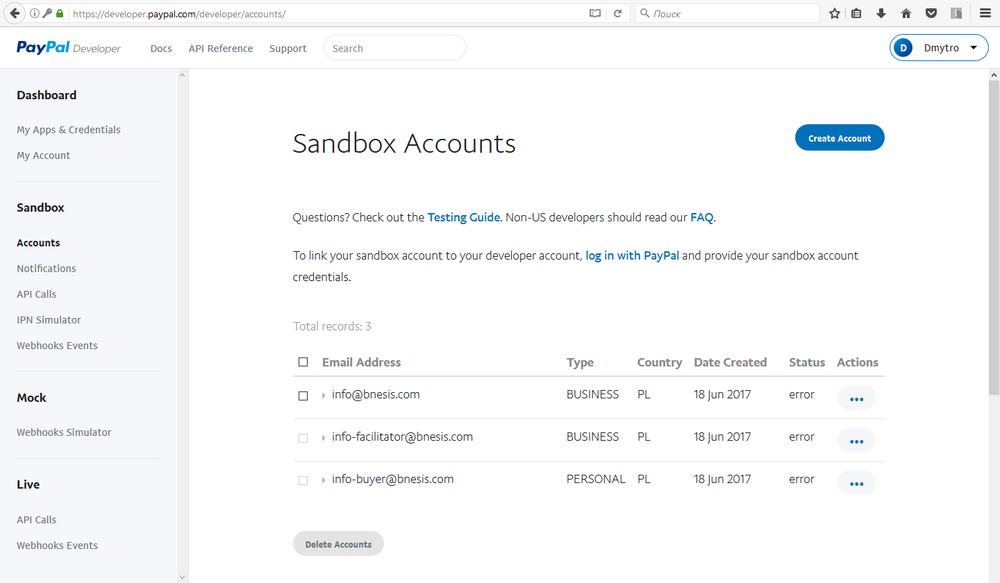 https://developer.paypal.com/developer/accounts/
Поиск
PayPal Developer
Docs
API Reference
Support
Search
D
Dmytro
Dashboard
My Apps & Credentials
My Account
Sandbox
Accounts
Notifications
API Calls
IPN Simulator
Webhooks Events
Mock
Webhooks Simulator
Live
API Calls
Webhooks Events
Sandbox Accounts
Create Account
Questions? Check out the Testing Guide. Non-US developers should read our FAQ.
To link your sandbox account to your developer account, log in with PayPal and provide your sandbox account
credentials.
Total records: 3
Email Address Type Country Date Created Status Actions
info@bnesis.com BUSINESS PL 18 Jun 2017 error
info-facilitator@bnesis.com BUSINESS PL 18 Jun 2017 error
info-buyer@bnesis.com PERSONAL PL 18 Jun 2017 error
Delete Accounts